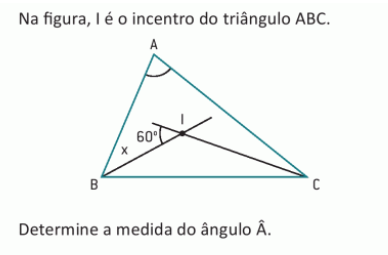 Na figura, I é o incentro do triângulo ABC.
A
I
60°
x
B
C
Determine a medida do ângulo Â.